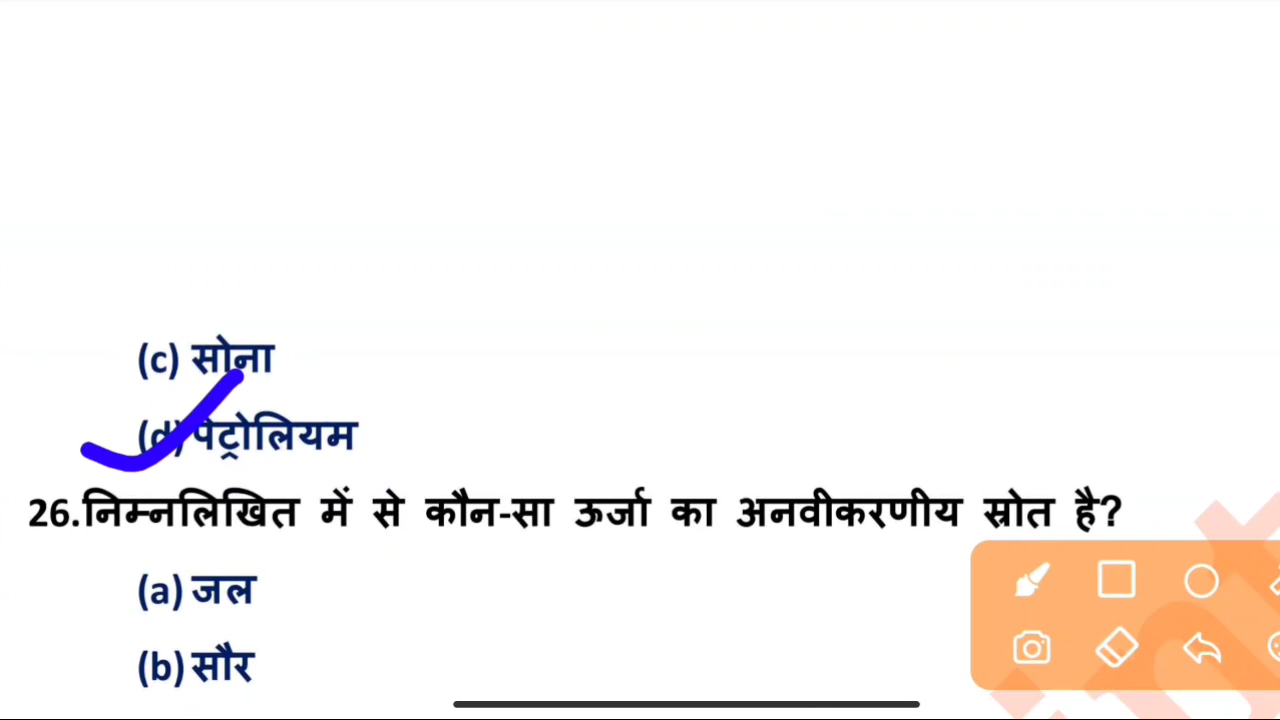 (c) सोना
(d) पेट्रोलियम
26.निम्नलिखित में से कौन-सा ऊर्जा का अनवीकरणीय स्रोत है?
(a) जल
(b) सौर